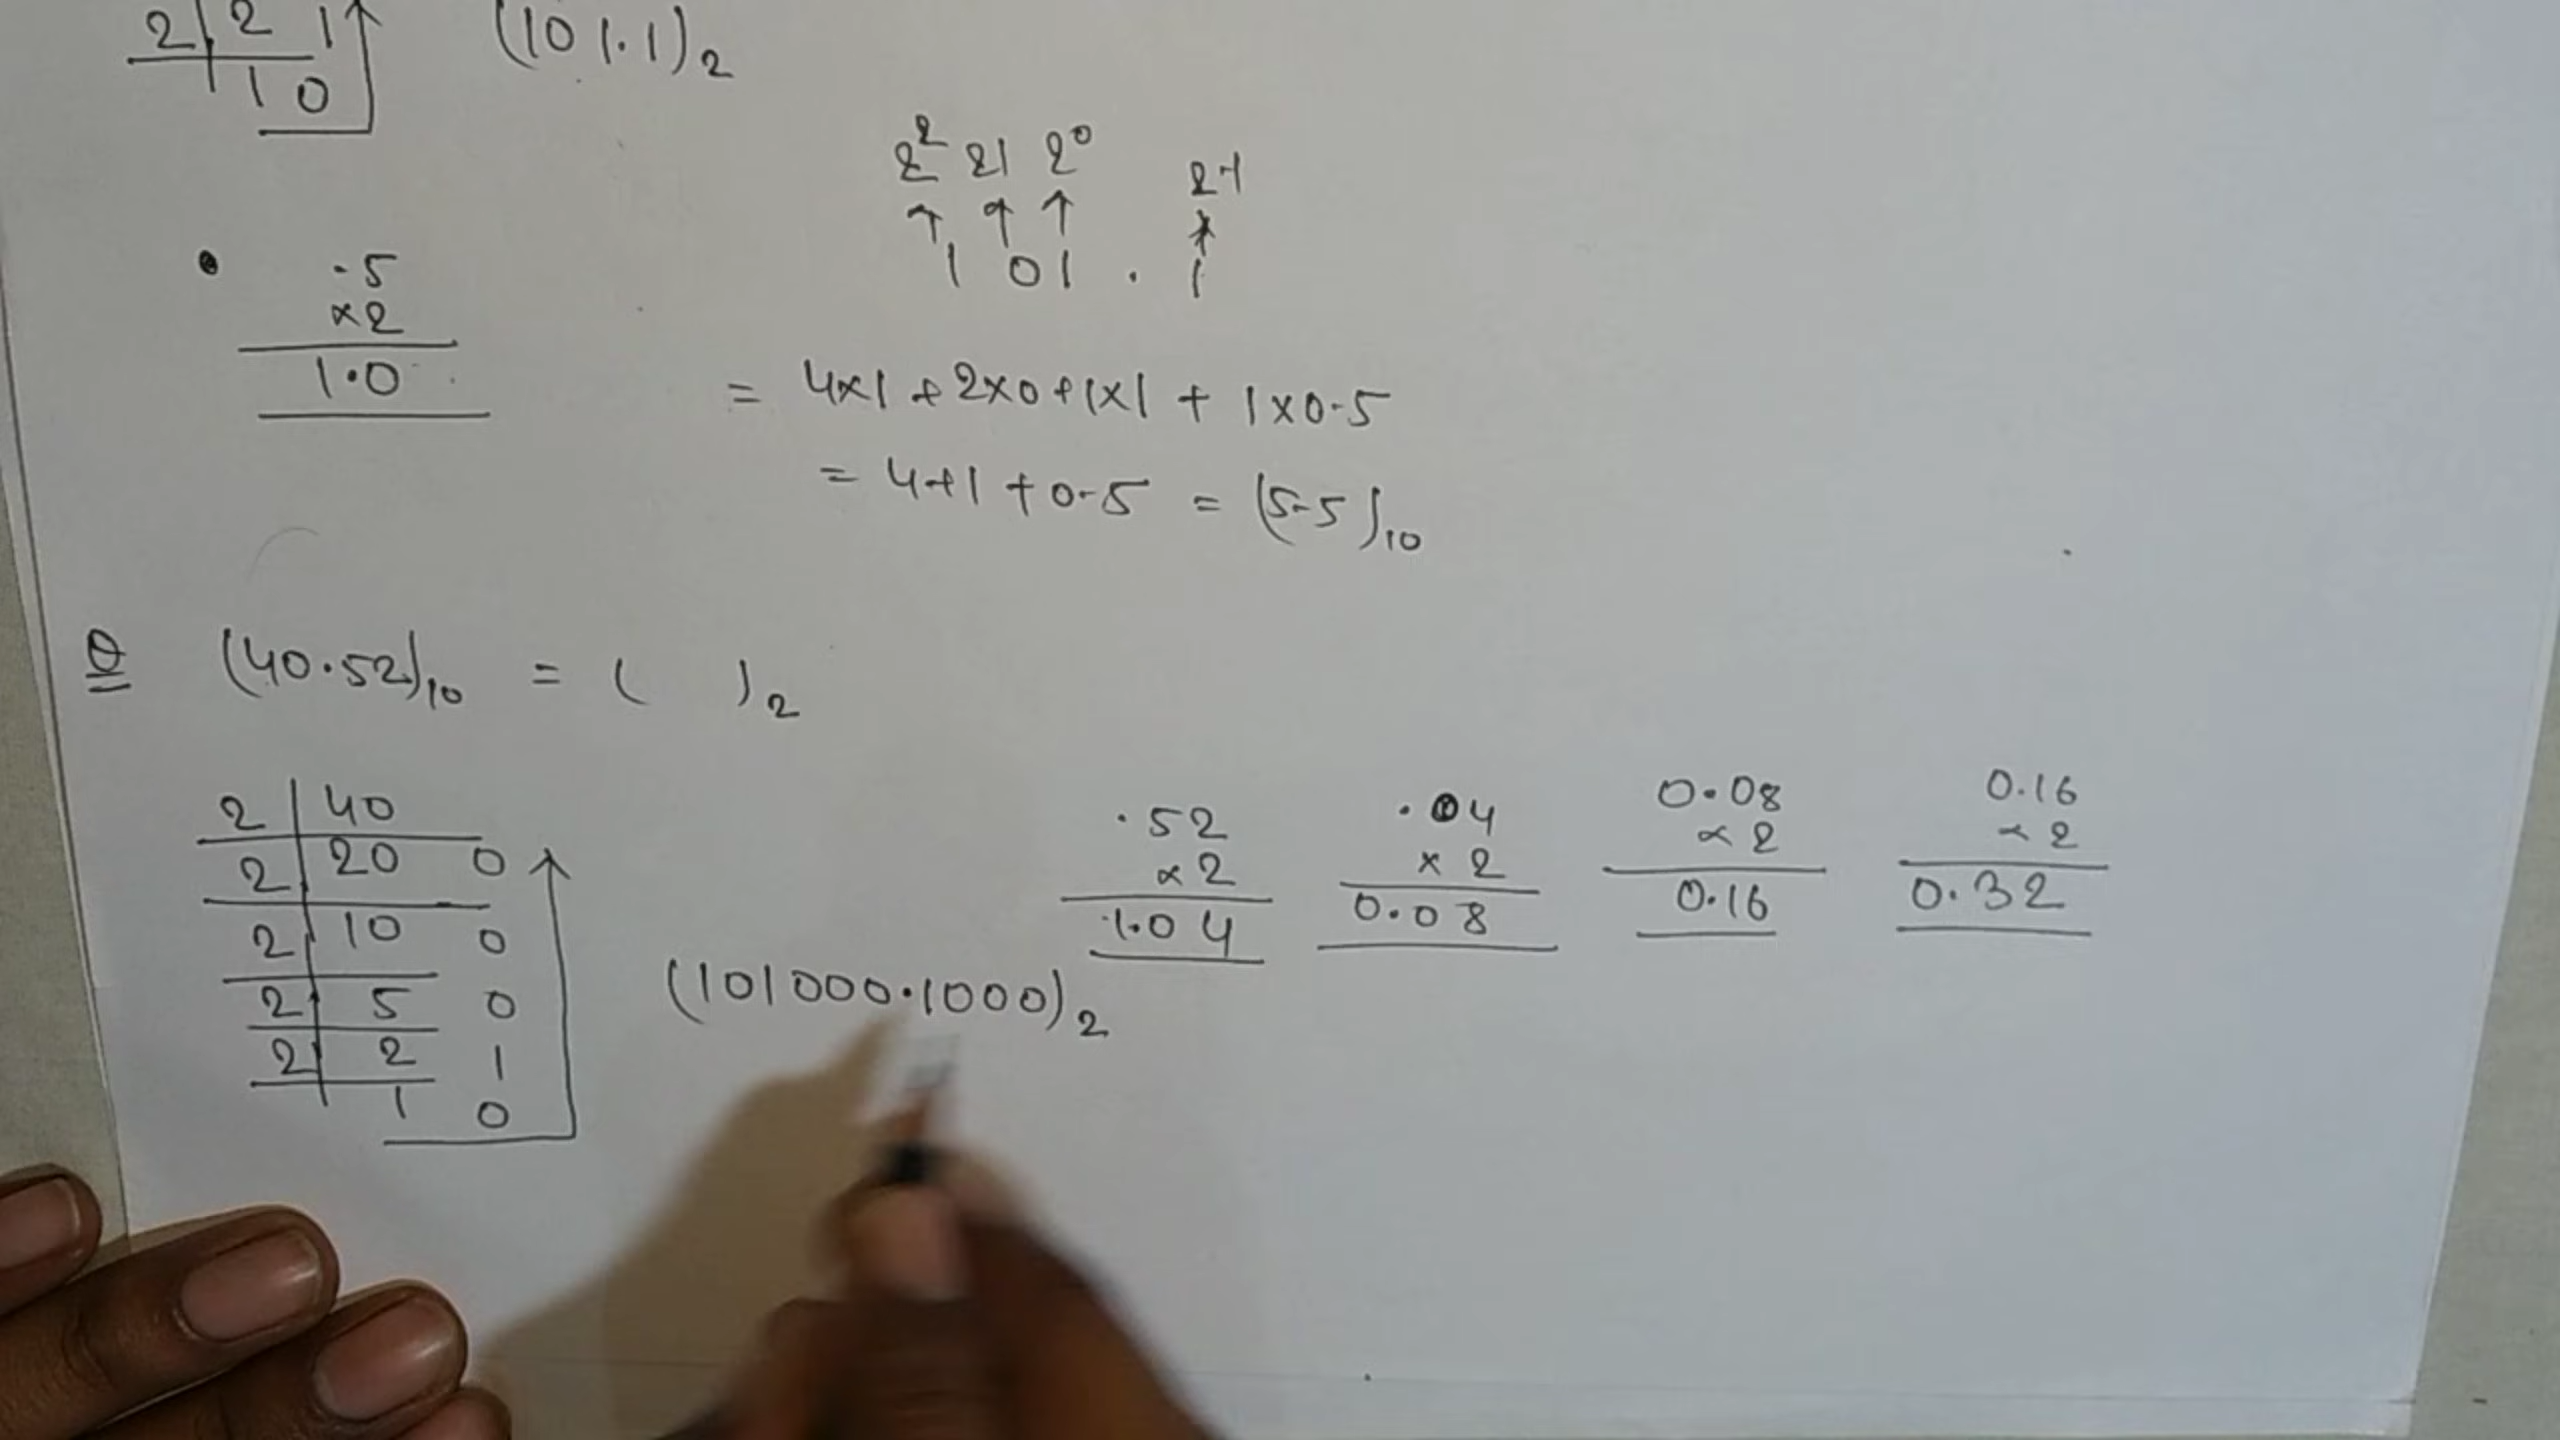 2 2 1
1 0
(101.1)₂
2² 2¹ 2⁰ 2⁻¹
↑ ↑ ↑ ↑
1 0 1 . 1
.5
×2
1.0
= 4×1 + 2×0 + 1×1 + 1×0.5
= 4+1+0.5 = (5.5)₁₀
Q (40.52)₁₀ = ( )₂
2 40
2 20 0
2 10 0
2 5 0
2 2 1
1 0
(101000.1000)₂
.52
×2
1.04
.04
×2
0.08
0.08
×2
0.16
0.16
×2
0.32